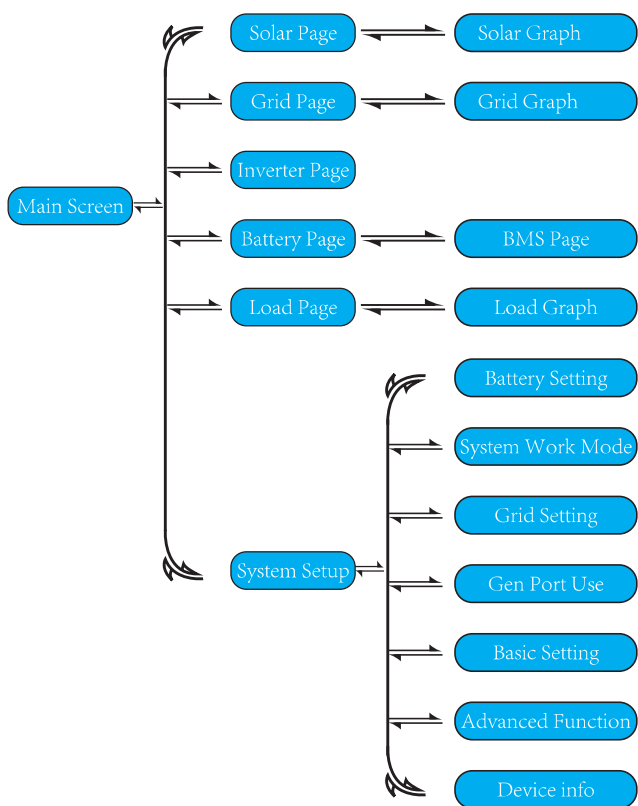 Solar Page
Solar Graph
Grid Page
Grid Graph
Inverter Page
Main Screen
Battery Page
BMS Page
Load Page
Load Graph
Battery Setting
System Work Mode
Grid Setting
System Setup
Gen Port Use
Basic Setting
Advanced Function
Device info